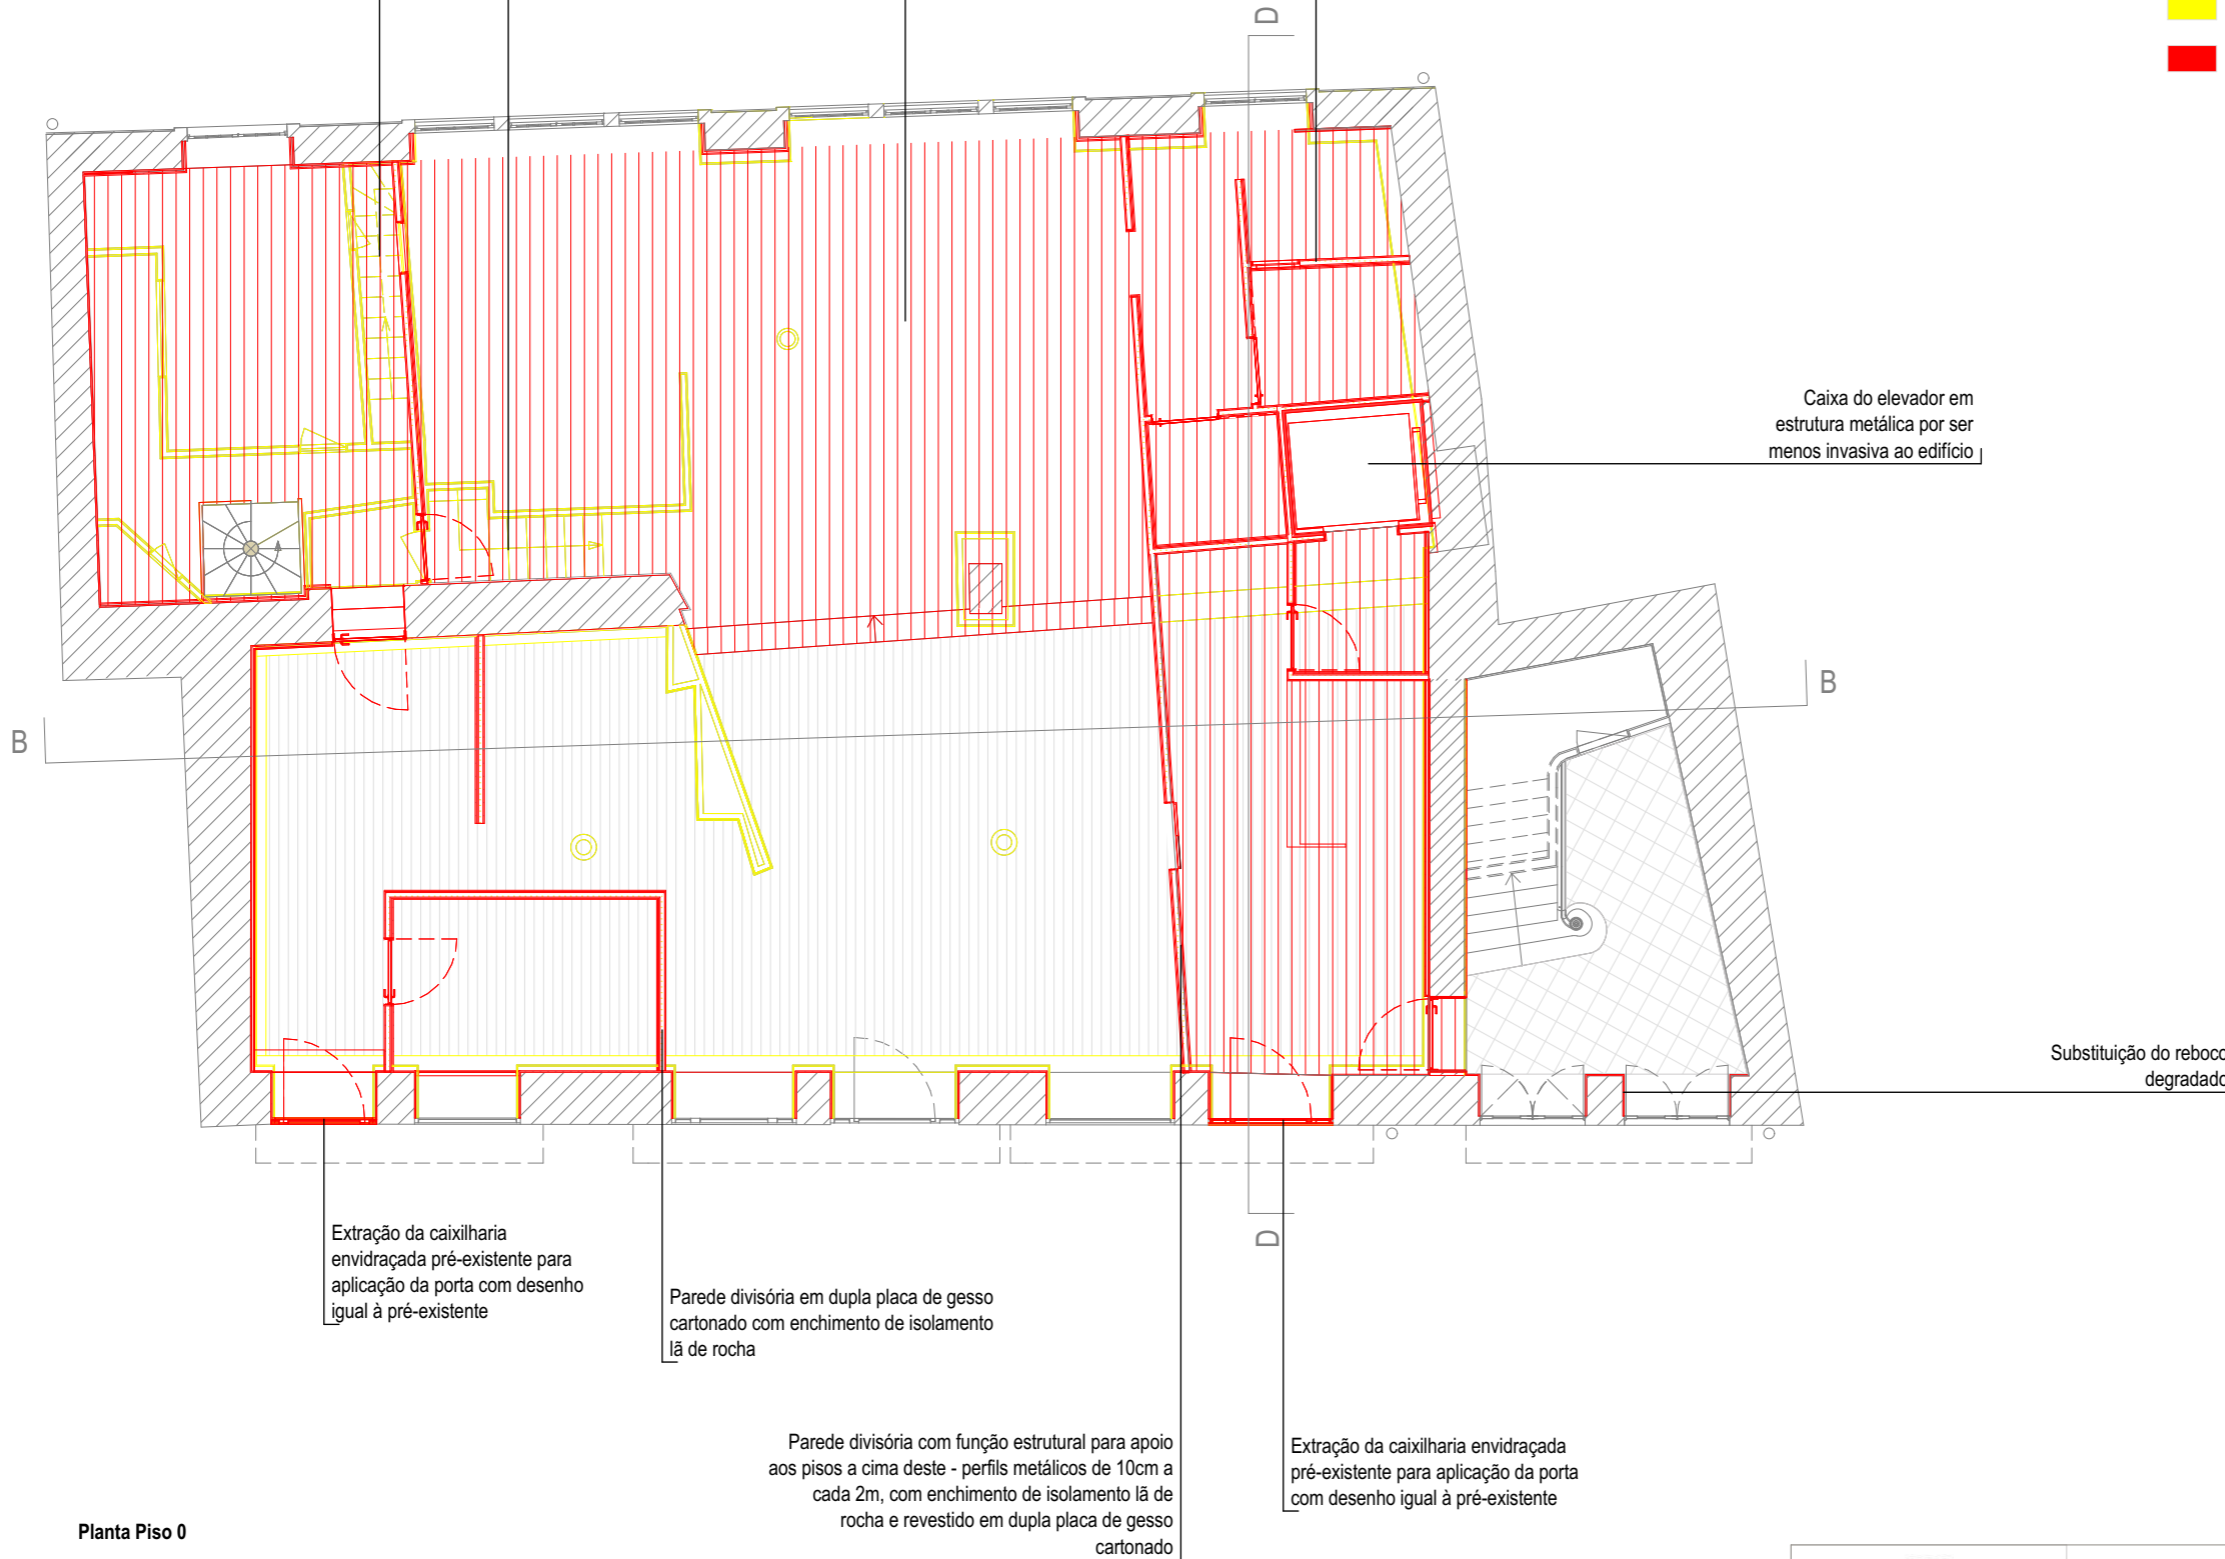 D
Caixa do elevador em
estrutura metálica por ser
menos invasiva ao edifício
B
B
Substituição do reboco
degradado
D
Extração da caixilharia
envidraçada pré-existente para
aplicação da porta com desenho
igual à pré-existente
Parede divisória em dupla placa de gesso
cartonado com enchimento de isolamento
lã de rocha
Parede divisória com função estrutural para apoio
aos pisos a cima deste - perfils metálicos de 10cm a
cada 2m, com enchimento de isolamento lã de
rocha e revestido em dupla placa de gesso
cartonado
Extração da caixilharia envidraçada
pré-existente para aplicação da porta
com desenho igual à pré-existente
Planta Piso 0